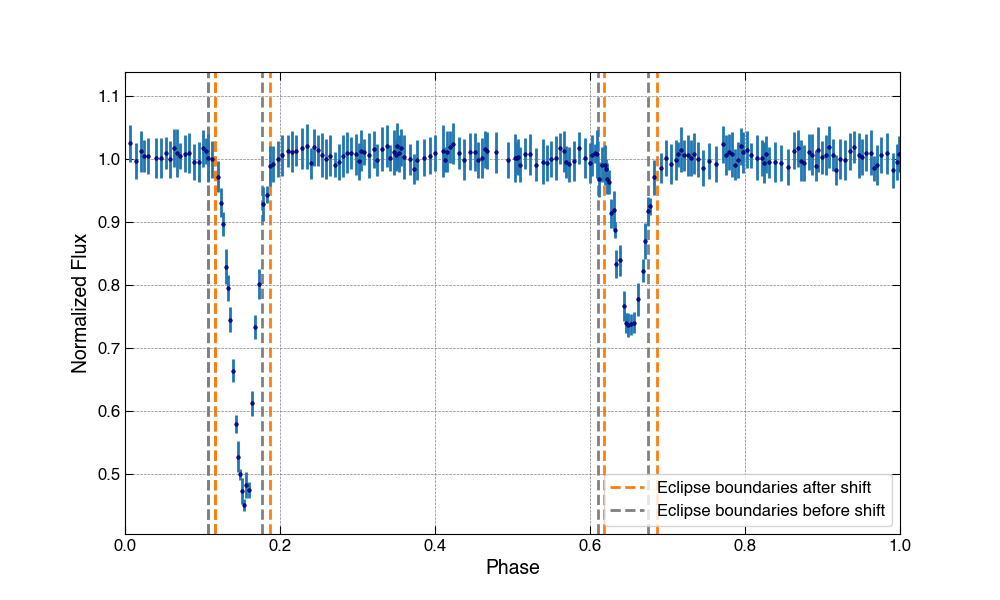 1.1
1.0
0.9
0.8
0.7
0.6
0.5
Normalized Flux
Eclipse boundaries after shift
Eclipse boundaries before shift
0.0 0.2 0.4 0.6 0.8 1.0
Phase